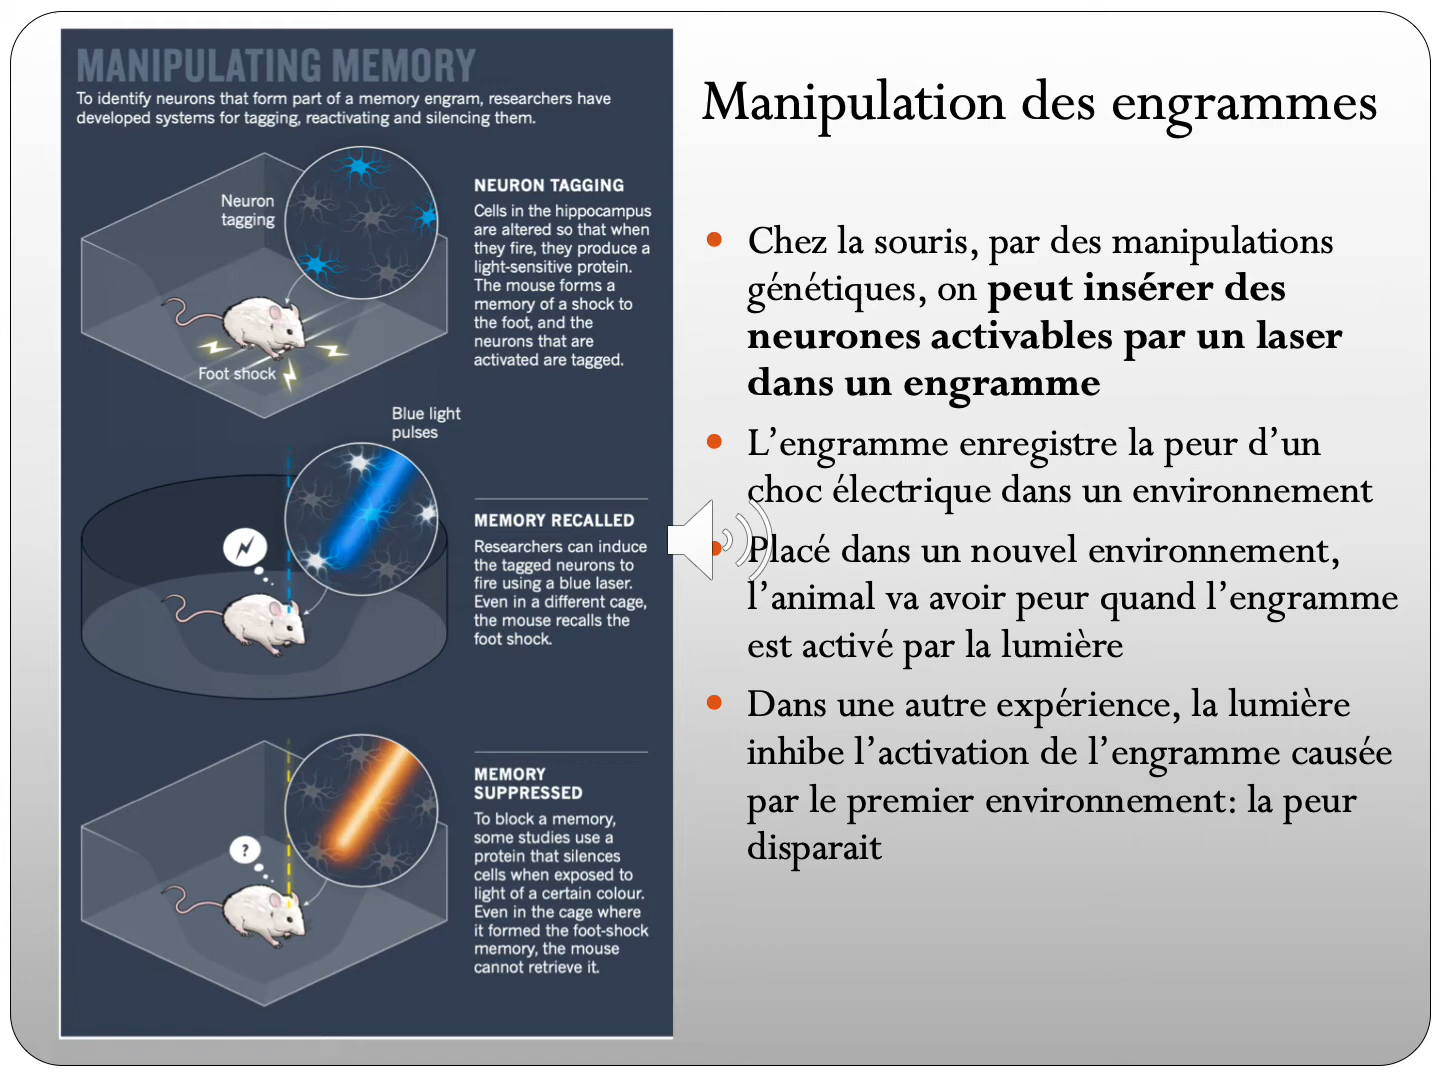 MANIPULATING MEMORY
To identify neurons that form part of a memory engram, researchers have
developed systems for tagging, reactivating and silencing them.
Neuron
tagging
Foot shock
NEURON TAGGING
Cells in the hippocampus
are altered so that when
they fire, they produce a
light-sensitive protein.
The mouse forms a
memory of a shock to
the foot, and the
neurons that are
activated are tagged.
Blue light
pulses
MEMORY RECALLED
Researchers can induce
the tagged neurons to
fire using a blue laser.
Even in a different cage,
the mouse recalls the
foot shock.
?
MEMORY
SUPPRESSED
To block a memory,
some studies use a
protein that silences
cells when exposed to
light of a certain colour.
Even in the cage where
it formed the foot-shock
memory, the mouse
cannot retrieve it.
Manipulation des engrammes
• Chez la souris, par des manipulations
génétiques, on peut insérer des
neurones activables par un laser
dans un engramme
• L’engramme enregistre la peur d’un
choc électrique dans un environnement
• Placé dans un nouvel environnement,
l’animal va avoir peur quand l’engramme
est activé par la lumière
• Dans une autre expérience, la lumière
inhibe l’activation de l’engramme causée
par le premier environnement: la peur
disparait